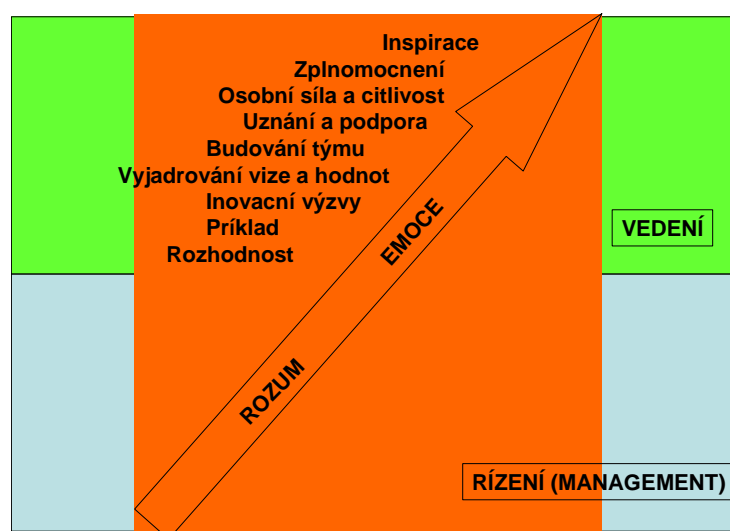 Inspirace
Zplnomocnení
Osobní síla a citlivost
Uznání a podpora
Budování týmu
Vyjadrování vize a hodnot
Inovacní výzvy
Príklad
Rozhodnost
EMOCE
VEDENÍ
ROZUM
RÍZENÍ (MANAGEMENT)